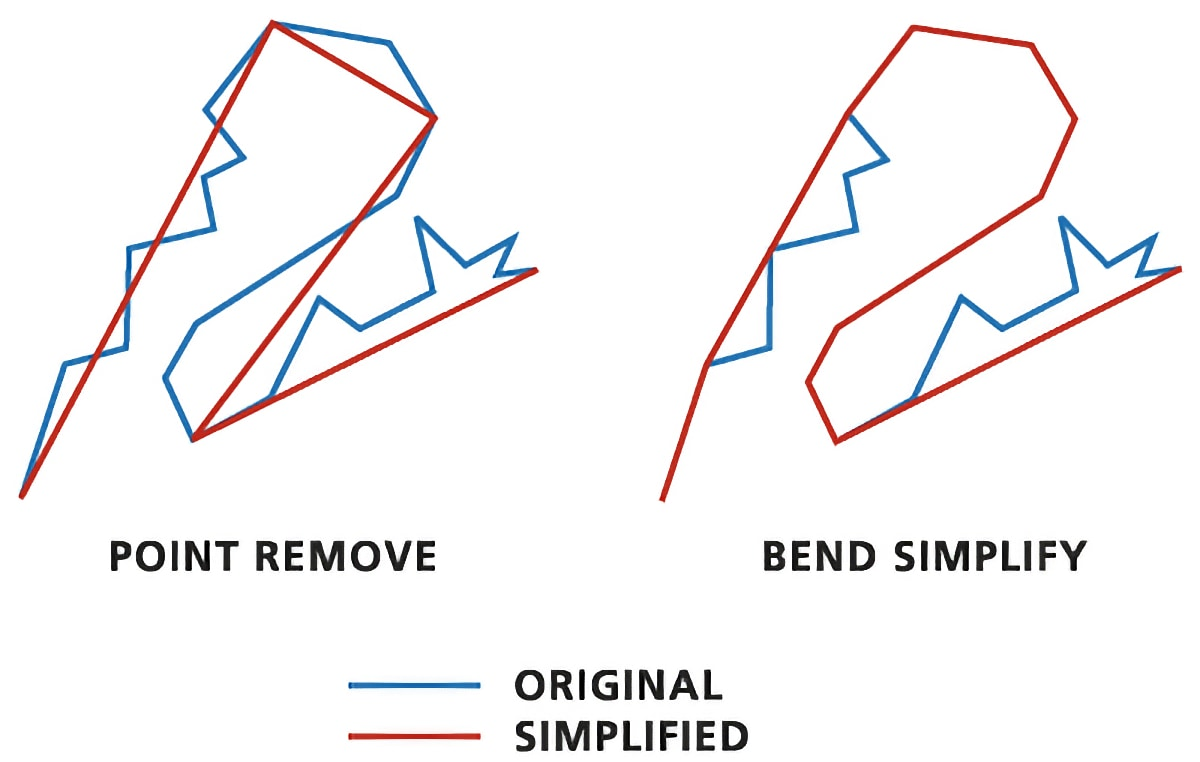 POINT REMOVE
BEND SIMPLIFY
ORIGINAL
SIMPLIFIED